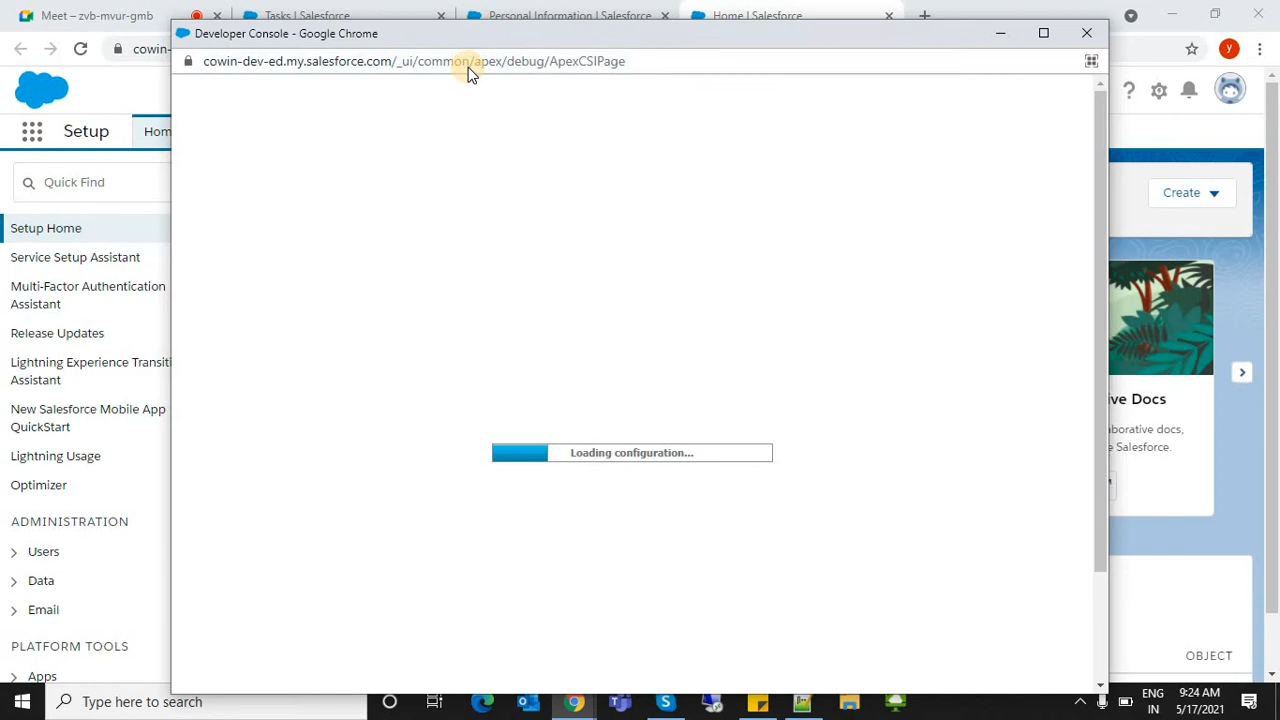 Meet – zvb-mvur-gmb
Tasks | Salesforce
Personal Information | Salesforce
Home | Salesforce
Developer Console - Google Chrome
cowin-d
cowin-dev-ed.my.salesforce.com/_ui/common/apex/debug/ApexCSIPage
Setup
Hom
Quick Find
Create
Setup Home
Service Setup Assistant
Multi-Factor Authentication
Assistant
Release Updates
Lightning Experience Transiti
Assistant
New Salesforce Mobile App
QuickStart
Lightning Usage
Optimizer
ADMINISTRATION
Users
Data
Email
PLATFORM TOOLS
Apps
Loading configuration...
ive Docs
aborative docs,
e Salesforce.
OBJECT
Type here to search
ENG
IN
9:24 AM
5/17/2021